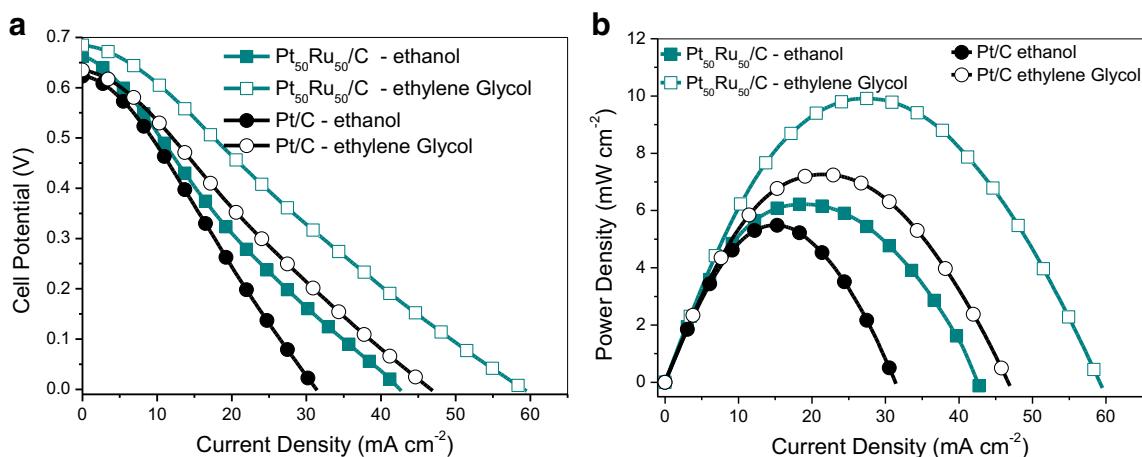 a
0.7
0.6
0.5
0.4
0.3
0.2
0.1
0.0
Cell Potential (V)
Pt50Ru50/C - ethanol
Pt50Ru50/C - ethylene Glycol
Pt/C - ethanol
Pt/C - ethylene Glycol
0 10 20 30 40 50 60
Current Density (mA cm-2)
b
12
10
8
6
4
2
0
Power Density (mW cm-2)
Pt50Ru50/C - ethanol
Pt50Ru50/C - ethylene Glycol
Pt/C ethanol
Pt/C ethylene Glycol
0 10 20 30 40 50 60
Current Density (mA cm-2)